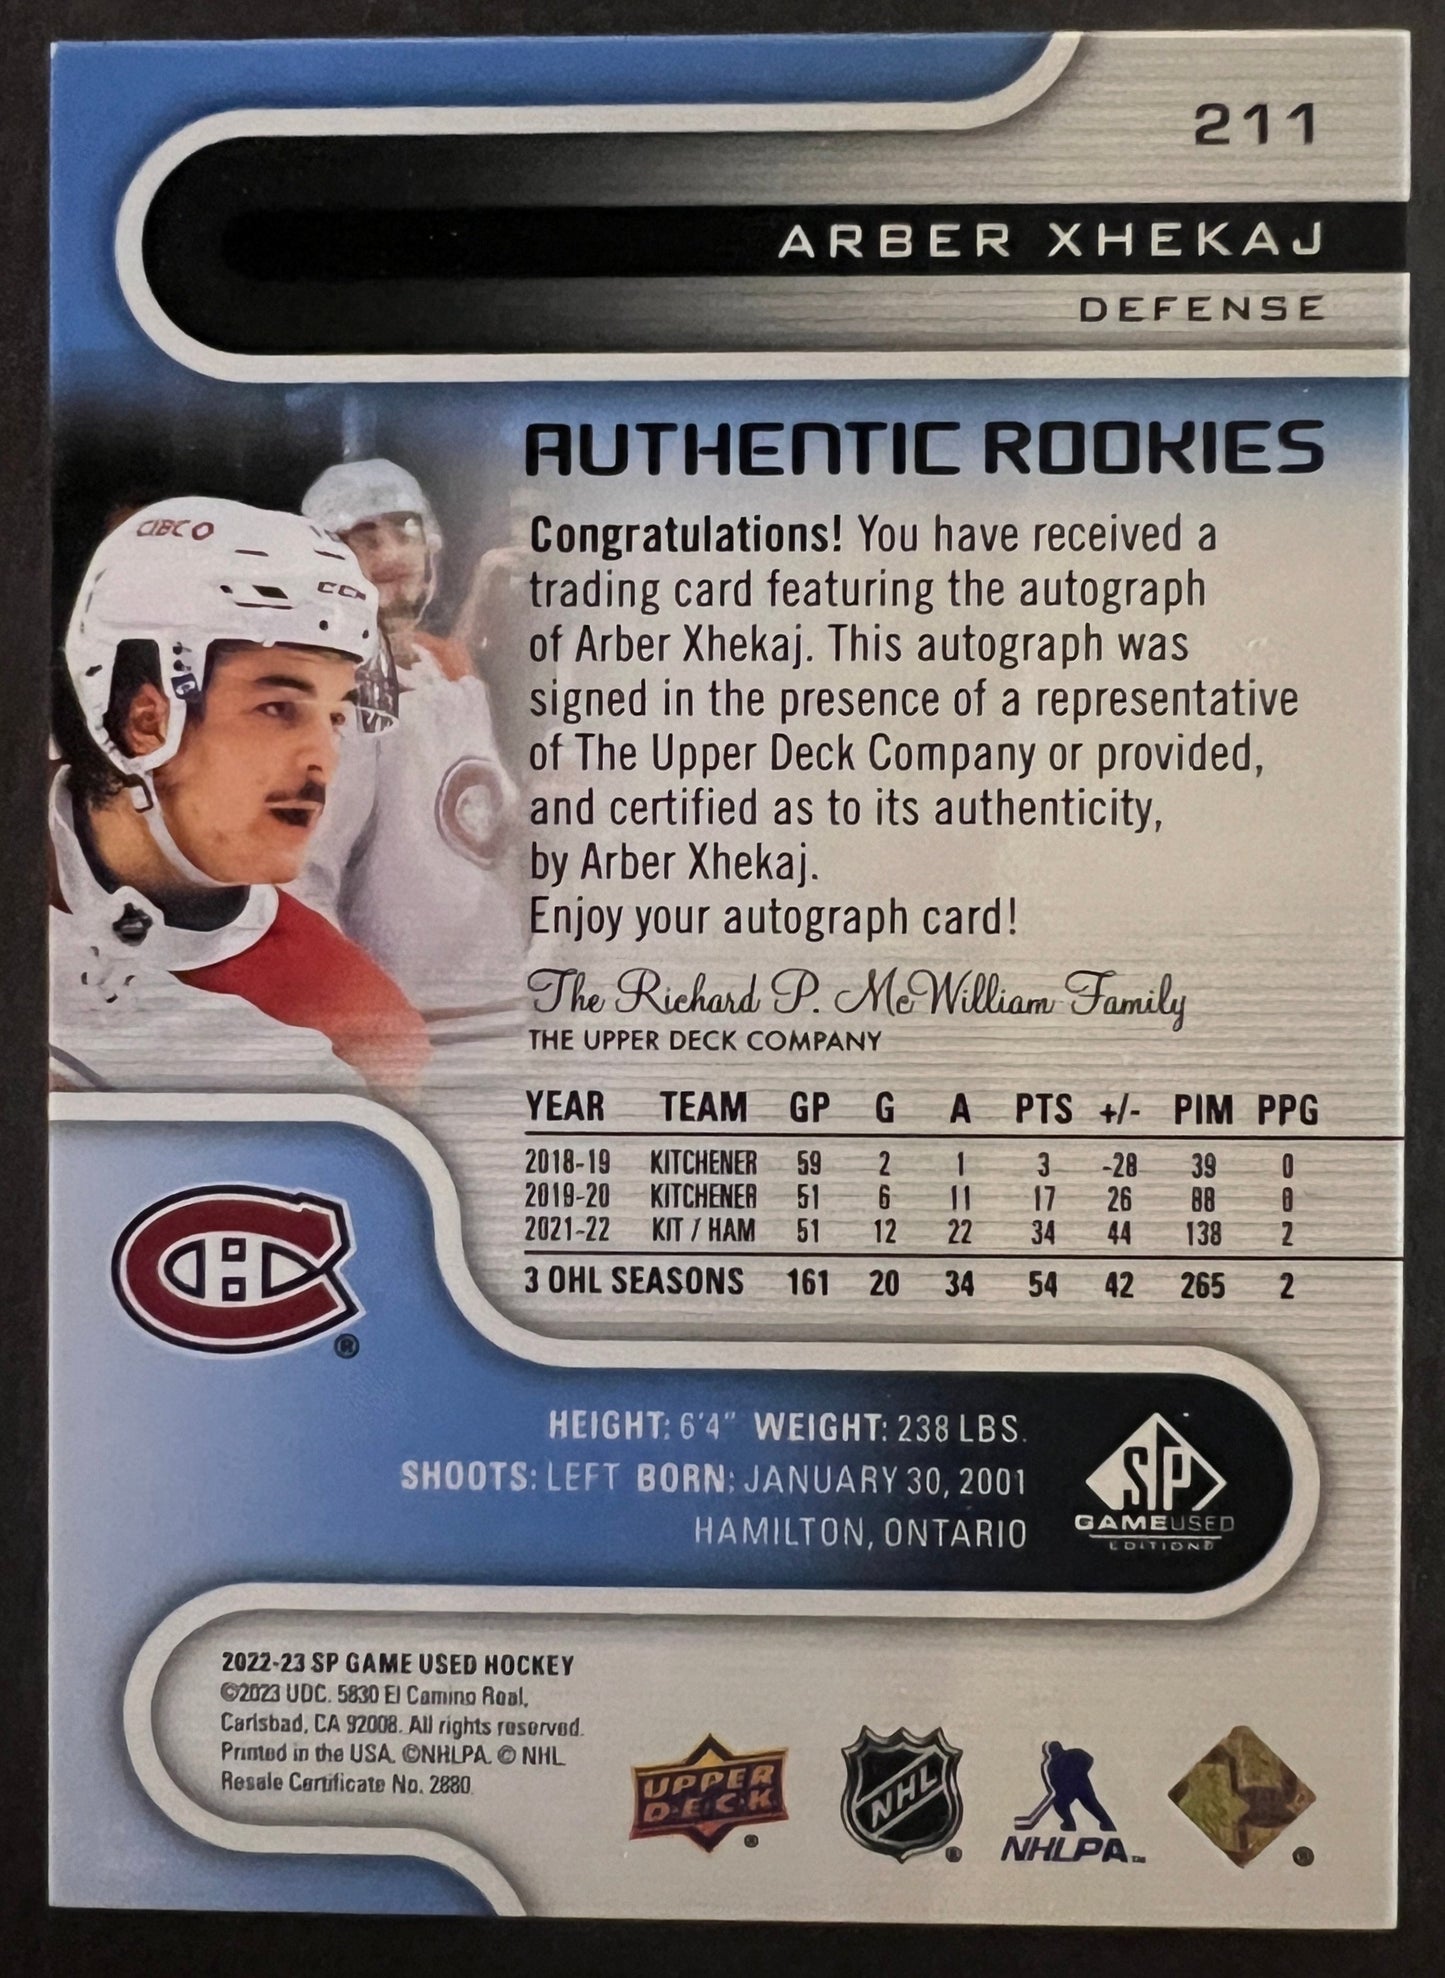 211
ARBER XHEKAJ
DEFENSE
AUTHENTIC ROOKIES
Congratulations! You have received a
trading card featuring the autograph
of Arber Xhekaj. This autograph was
signed in the presence of a representative
of The Upper Deck Company or provided,
and certified as to its authenticity,
by Arber Xhekaj.
Enjoy your autograph card!
The Richard P. McWilliam Family
THE UPPER DECK COMPANY
CIBC
CCM
YEAR TEAM GP G A PTS +/- PIM PPG
2018-19 KITCHENER 59 2 1 3 -28 39 0
2019-20 KITCHENER 51 6 11 17 26 88 0
2021-22 KIT / HAM 51 12 22 34 44 138 2
3 OHL SEASONS 161 20 34 54 42 265 2
CH ®
HEIGHT: 6'4" WEIGHT: 238 LBS.
SHOOTS: LEFT BORN: JANUARY 30, 2001
HAMILTON, ONTARIO
SP
GAMEUSED
EDITION
2022-23 SP GAME USED HOCKEY
©2023 UDC. 5830 El Camino Real,
Carlsbad, CA 92008. All rights reserved.
Printed in the USA. ©NHLPA. © NHL
Resale Certificate No. 2880.
UPPER
DECK ®
NHL ®
NHLPA™
®